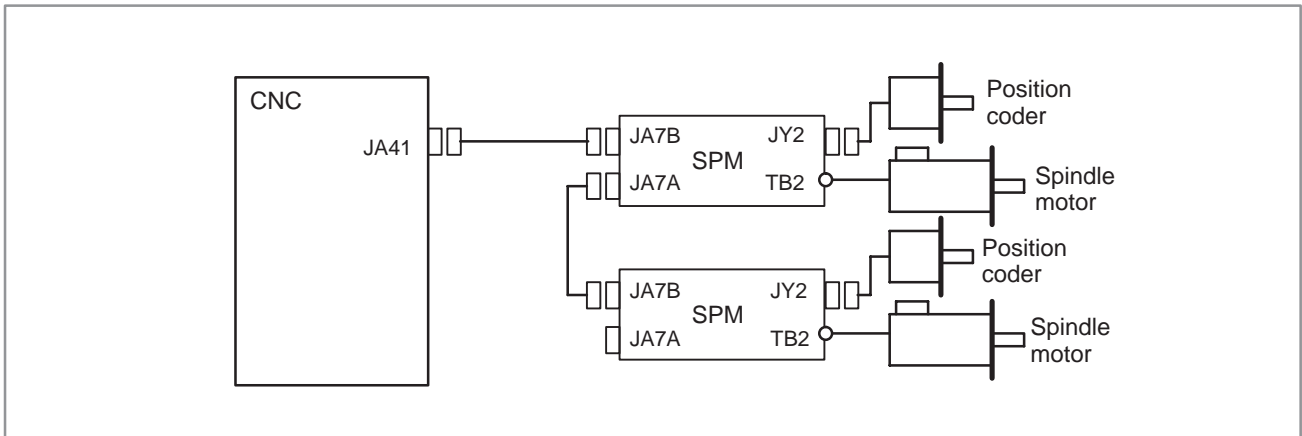 CNC
JA41
JA7B
JY2
SPM
JA7A
TB2
Position
coder
Spindle
motor
JA7B
JY2
SPM
JA7A
TB2
Position
coder
Spindle
motor